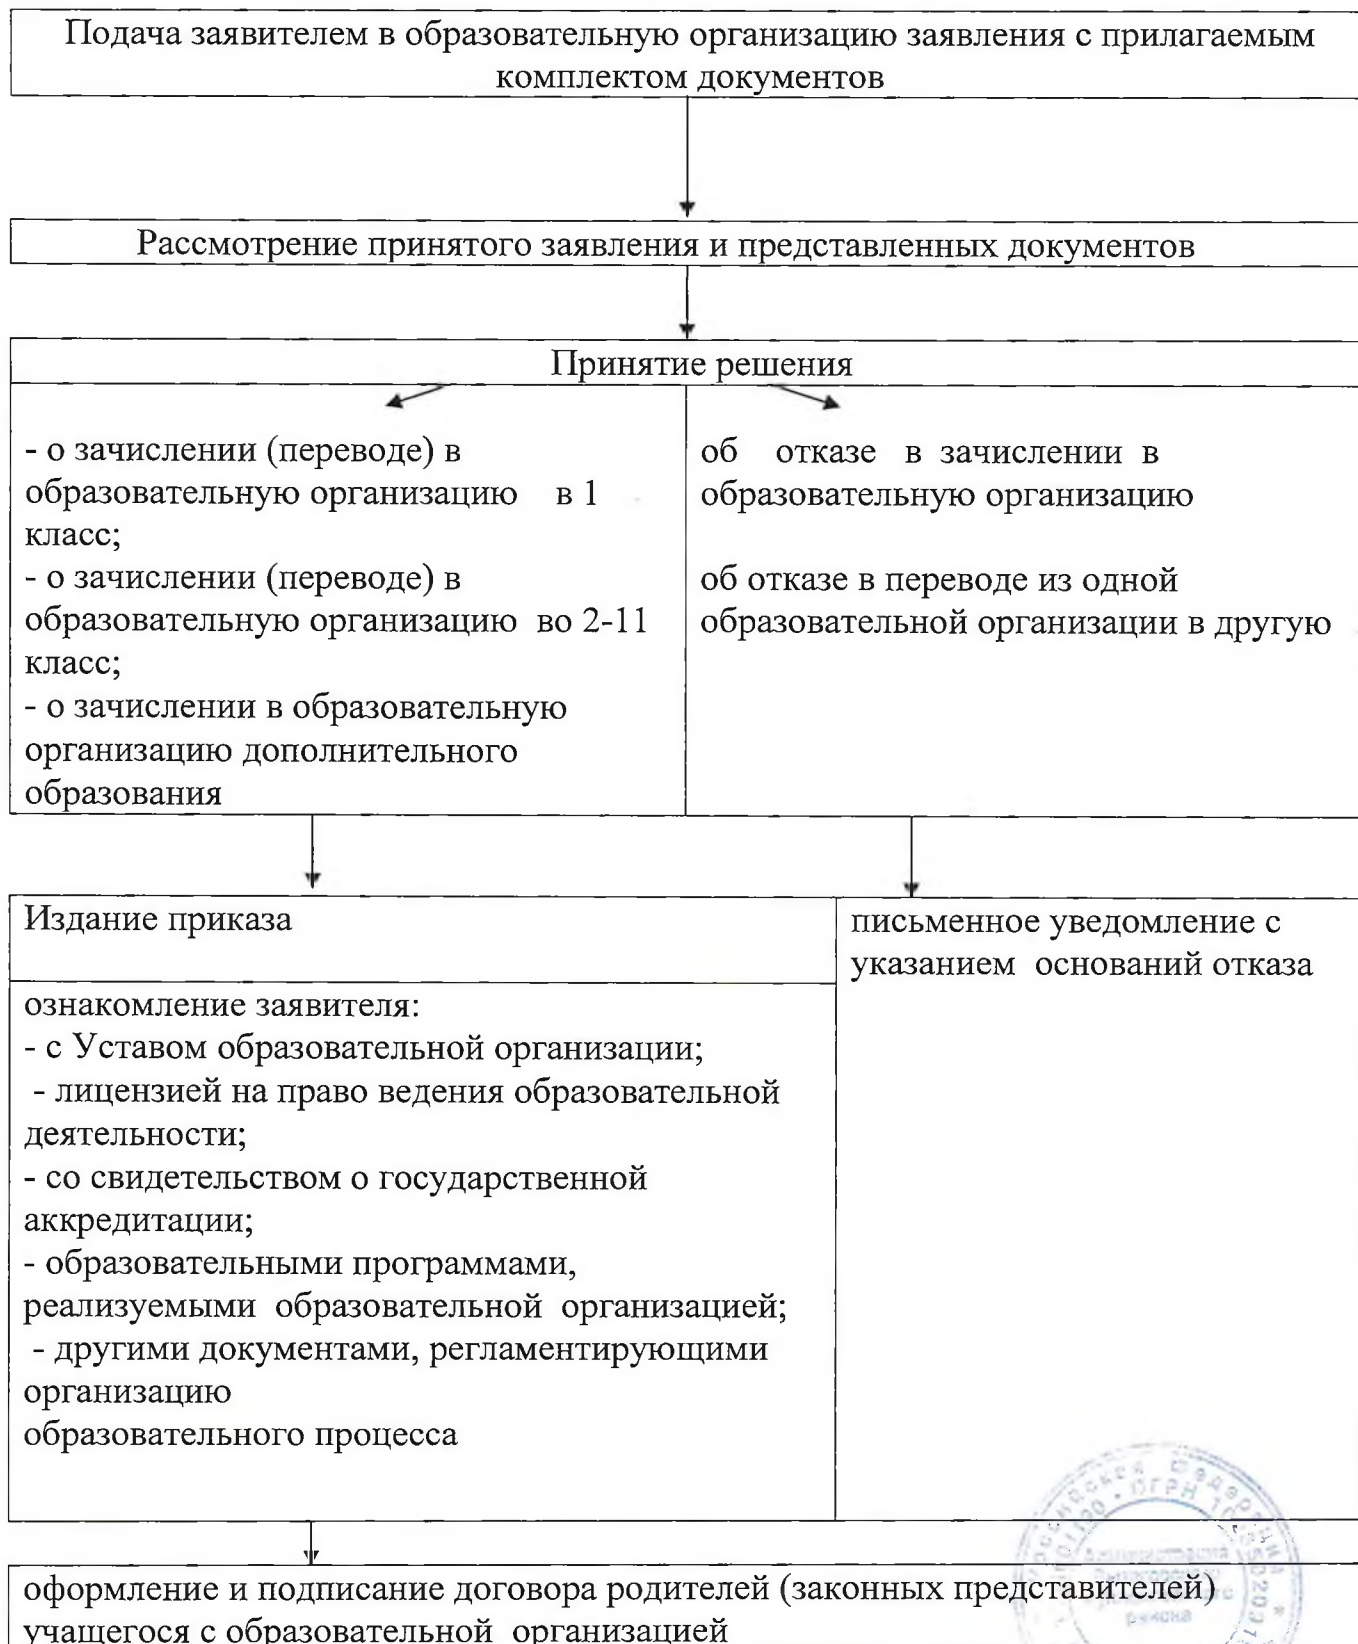 Подача заявителем в образовательную организацию заявления с прилагаемым
комплектом документов
Рассмотрение принятого заявления и представленных документов
Принятие решения
- о зачислении (переводе) в
образовательную организацию в 1
класс;
- о зачислении (переводе) в
образовательную организацию во 2-11
класс;
- о зачислении в образовательную
организацию дополнительного
образования
об отказе в зачислении в
образовательную организацию
об отказе в переводе из одной
образовательной организации в другую
Издание приказа
ознакомление заявителя:
- с Уставом образовательной организации;
- лицензией на право ведения образовательной
деятельности;
- со свидетельством о государственной
аккредитации;
- образовательными программами,
реализуемыми образовательной организацией;
- другими документами, регламентирующими
организацию
образовательного процесса
письменное уведомление с
указанием оснований отказа
оформление и подписание договора родителей (законных представителей)
учащегося с образовательной организацией
Российская Федерация *
ОГРН
района